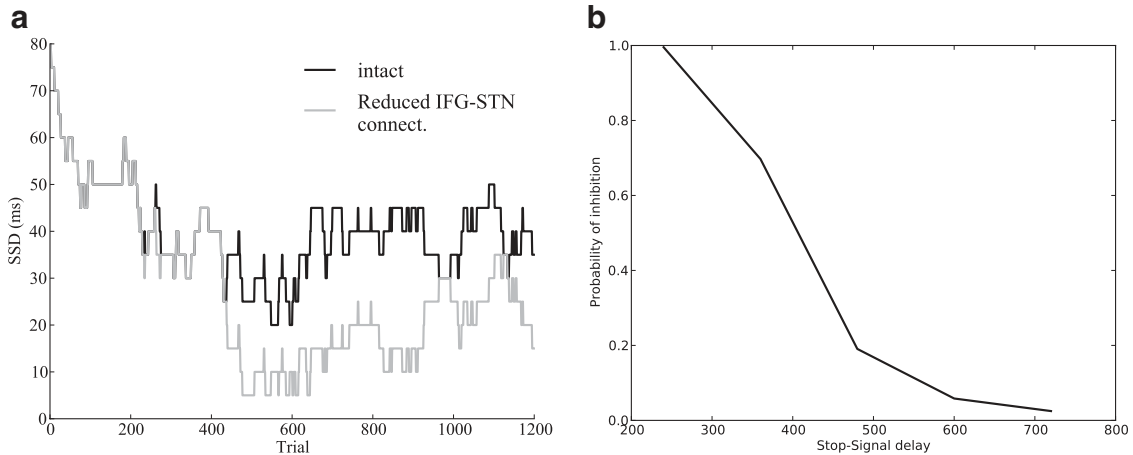 a
80
70
60
50
40
30
20
10
0
SSD (ms)
0 200 400 600 800 1000 1200
Trial
intact
Reduced IFG-STN
connect.
b
1.0
0.8
0.6
0.4
0.2
0.0
Probability of inhibition
200 300 400 500 600 700 800
Stop-Signal delay